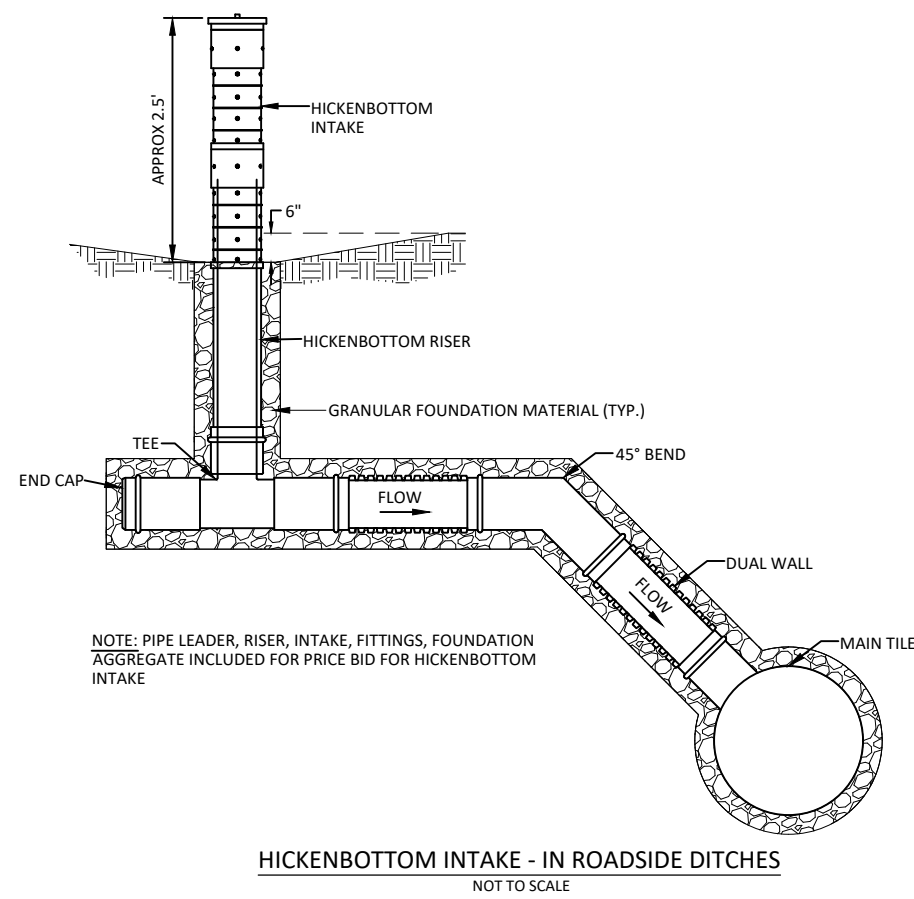 APPROX 2.5'
HICKENBOTTOM
INTAKE
6"
HICKENBOTTOM RISER
GRANULAR FOUNDATION MATERIAL (TYP.)
TEE
45° BEND
END CAP
FLOW
DUAL WALL
FLOW
MAIN TILE
NOTE: PIPE LEADER, RISER, INTAKE, FITTINGS, FOUNDATION
AGGREGATE INCLUDED FOR PRICE BID FOR HICKENBOTTOM
INTAKE
HICKENBOTTOM INTAKE - IN ROADSIDE DITCHES
NOT TO SCALE